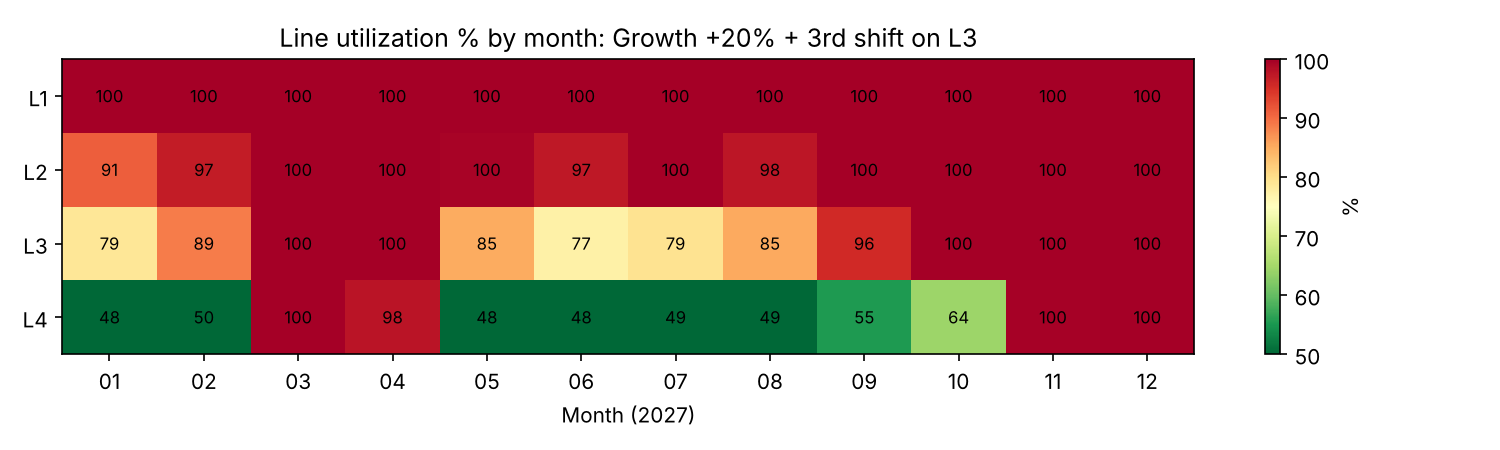 Line utilization % by month: Growth +20% + 3rd shift on L3
L1 100 100 100 100 100 100 100 100 100 100 100 100
L2 91 97 100 100 100 97 100 98 100 100 100 100
L3 79 89 100 100 85 77 79 85 96 100 100 100
L4 48 50 100 98 48 48 49 49 55 64 100 100
01 02 03 04 05 06 07 08 09 10 11 12
Month (2027)
100
90
80
70
60
50
%